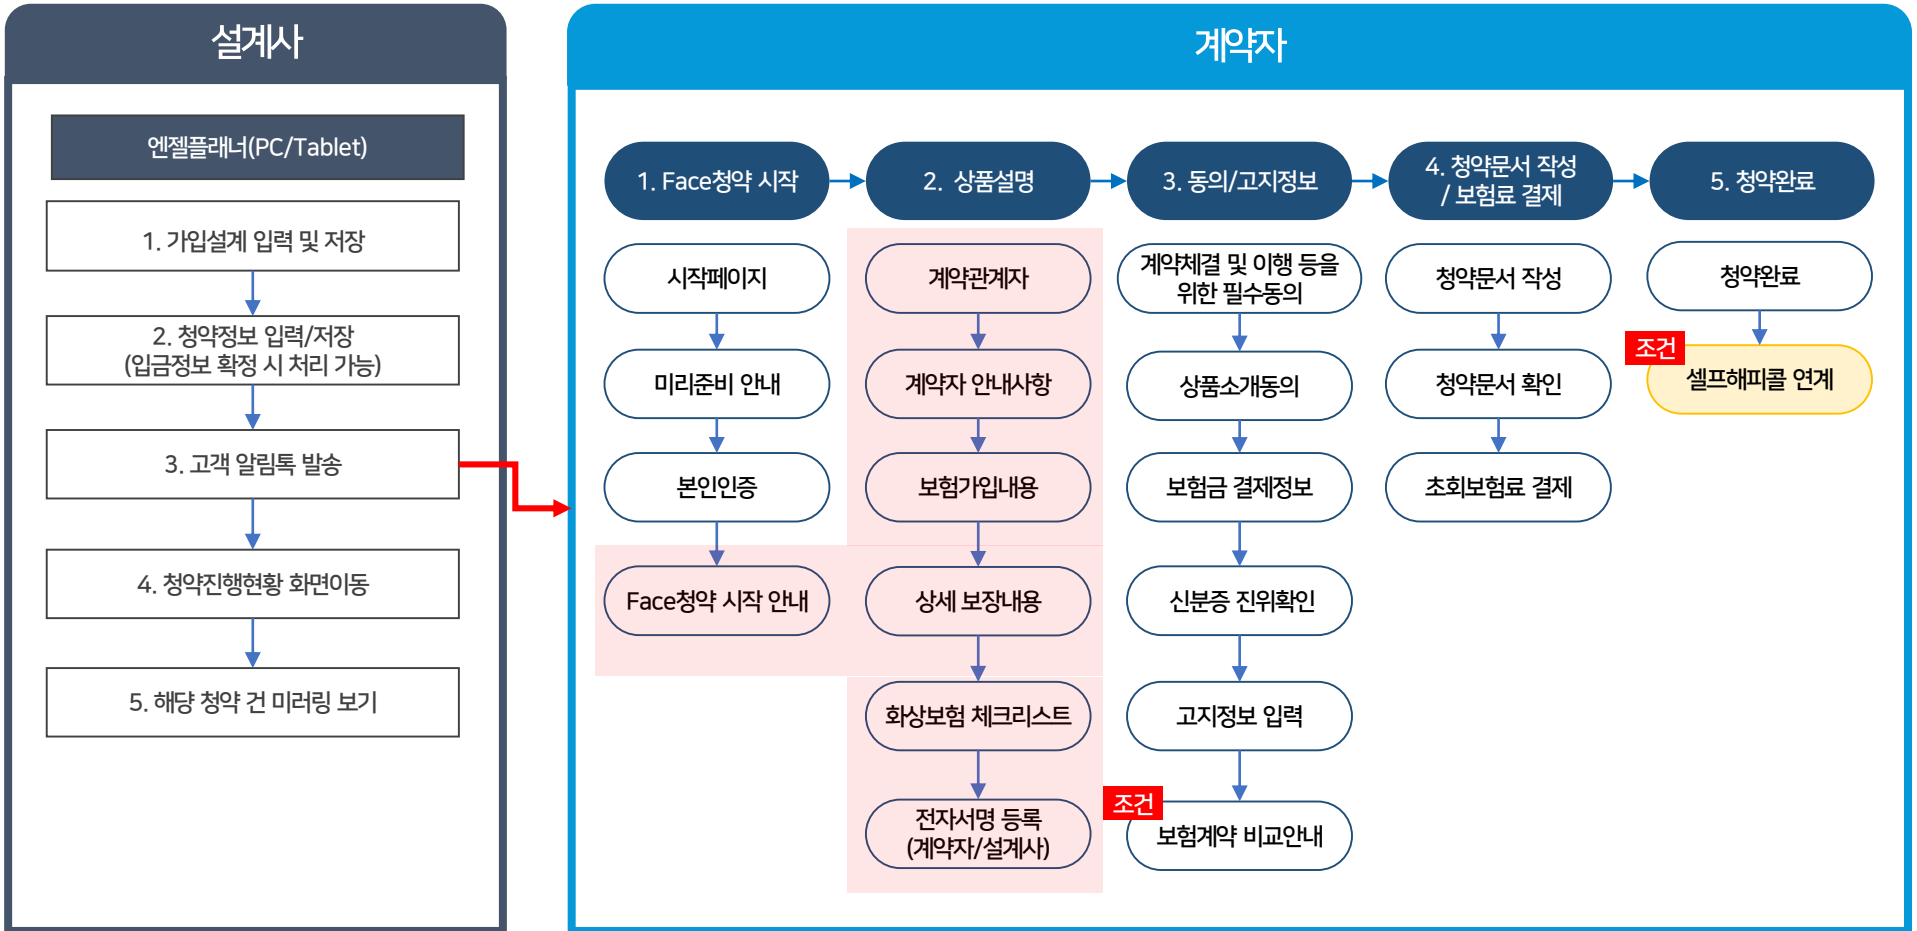 설계사
엔젤플래너(PC/Tablet)
1. 가입설계 입력 및 저장
2. 청약정보 입력/저장
(입금정보 확정 시 처리 가능)
3. 고객 알림톡 발송
4. 청약진행현황 화면이동
5. 해당 청약 건 미러링 보기
계약자
1. Face청약 시작
시작페이지
미리준비 안내
본인인증
Face청약 시작 안내
2. 상품설명
계약관계자
계약자 안내사항
보험가입내용
상세 보장내용
화상보험 체크리스트
전자서명 등록
(계약자/설계사)
3. 동의/고지정보
계약체결 및 이행 등을
위한 필수동의
상품소개동의
보험금 결제정보
신분증 진위확인
고지정보 입력
조건
보험계약 비교안내
4. 청약문서 작성
/ 보험료 결제
청약문서 작성
청약문서 확인
초회보험료 결제
5. 청약완료
청약완료
조건
셀프해피콜 연계